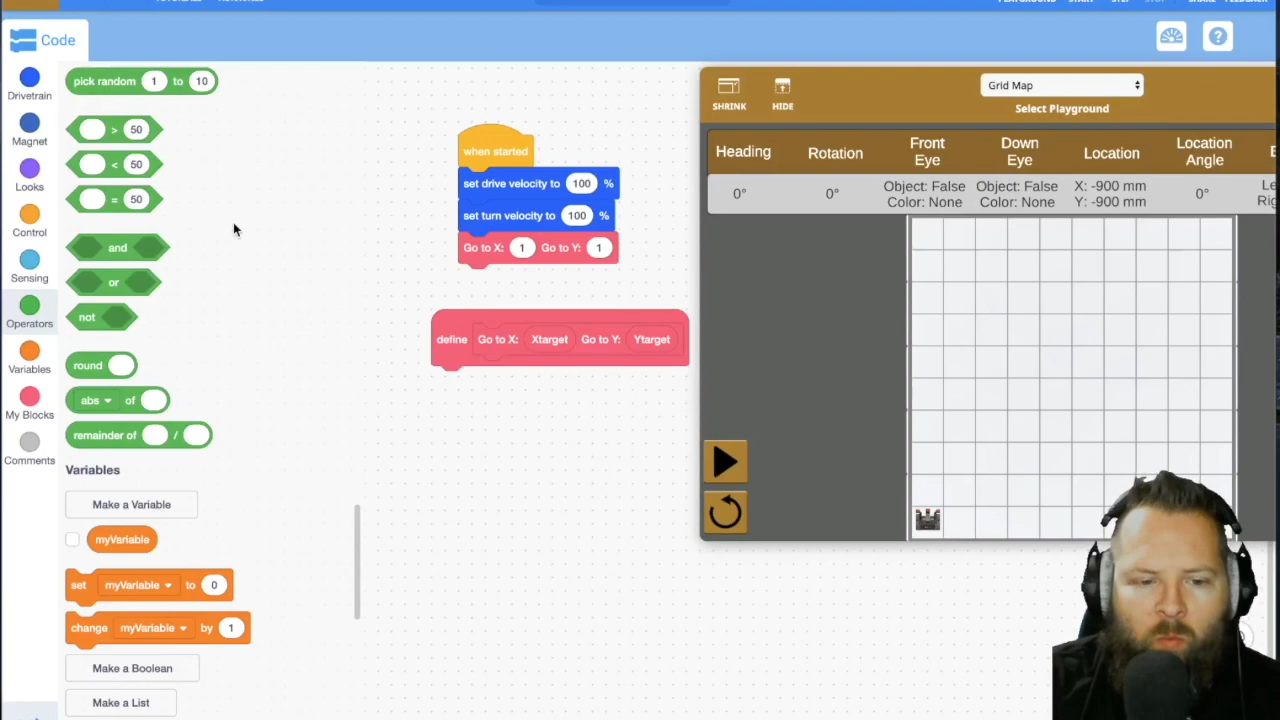 Code
Drivetrain
Magnet
Looks
Control
Sensing
Operators
Variables
My Blocks
Comments
pick random 1 to 10
> 50
< 50
= 50
and
or
not
round
abs of
remainder of /
Variables
Make a Variable
myVariable
set myVariable to 0
change myVariable by 1
Make a Boolean
Make a List
when started
set drive velocity to 100 %
set turn velocity to 100 %
Go to X: 1 Go to Y: 1
define Go to X: Xtarget Go to Y: Ytarget
SHRINK
HIDE
Grid Map
Select Playground
Heading
Rotation
Front Eye
Down Eye
Location
Location Angle
0°
0°
Object: False
Color: None
Object: False
Color: None
X: -900 mm
Y: -900 mm
0°